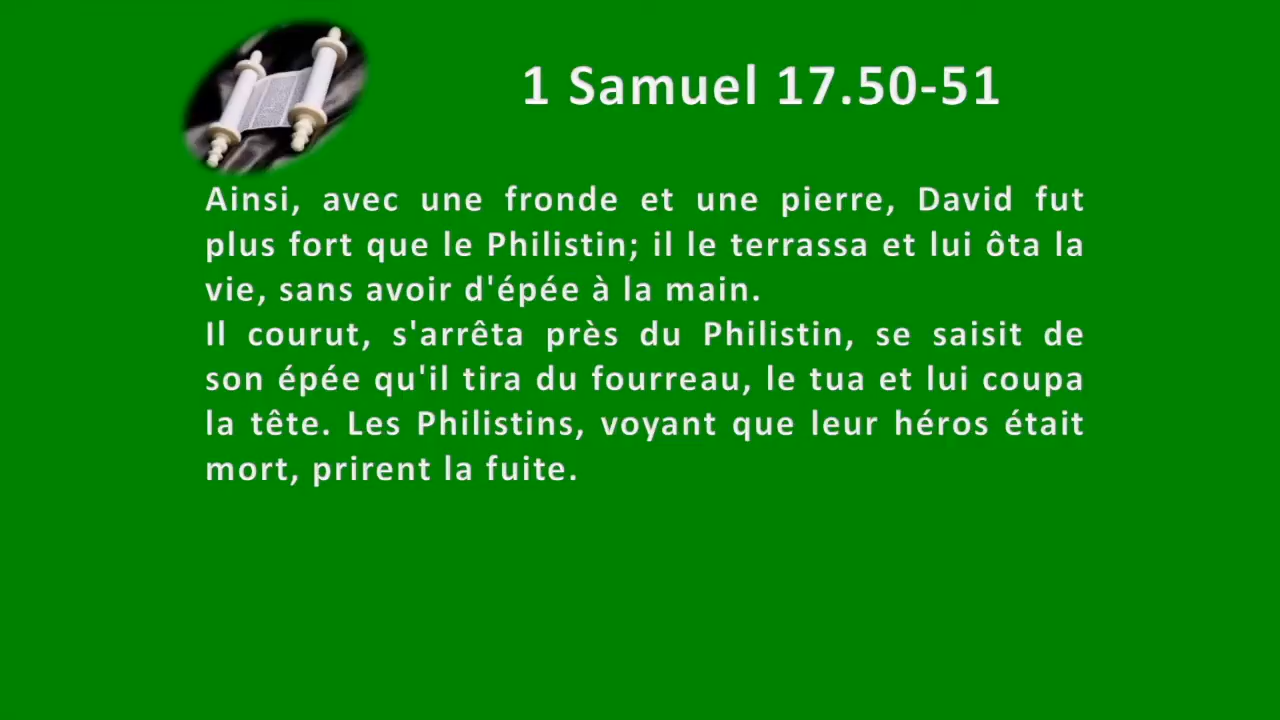 1 Samuel 17.50-51
Ainsi, avec une fronde et une pierre, David fut
plus fort que le Philistin; il le terrassa et lui ôta la
vie, sans avoir d'épée à la main.
Il courut, s'arrêta près du Philistin, se saisit de
son épée qu'il tira du fourreau, le tua et lui coupa
la tête. Les Philistins, voyant que leur héros était
mort, prirent la fuite.